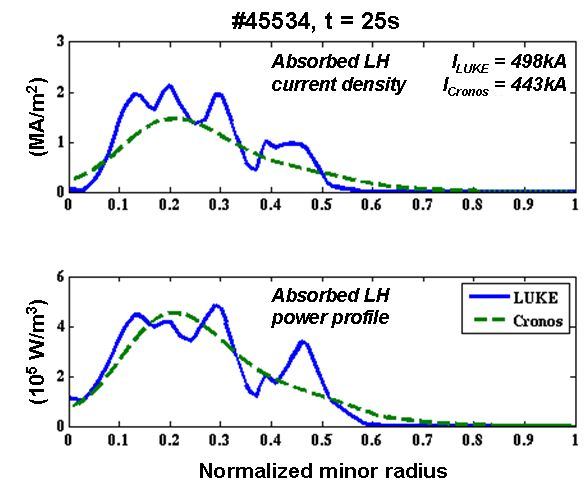 #45534, t = 25s
Absorbed LH
current density
I_LUKE = 498kA
I_Cronos = 443kA
(MA/m²)
3
2
1
0
0 0.1 0.2 0.3 0.4 0.5 0.6 0.7 0.8 0.9 1
Absorbed LH
power profile
LUKE
Cronos
(10⁵ W/m³)
6
4
2
0
0 0.1 0.2 0.3 0.4 0.5 0.6 0.7 0.8 0.9 1
Normalized minor radius